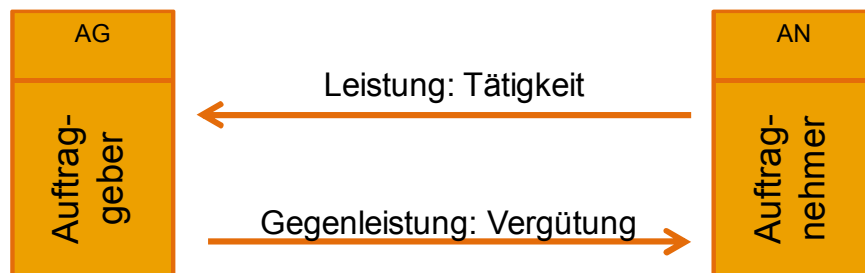 AG
AN
Leistung: Tätigkeit
Auftrag-
geber
Auftrag-
nehmer
Gegenleistung: Vergütung